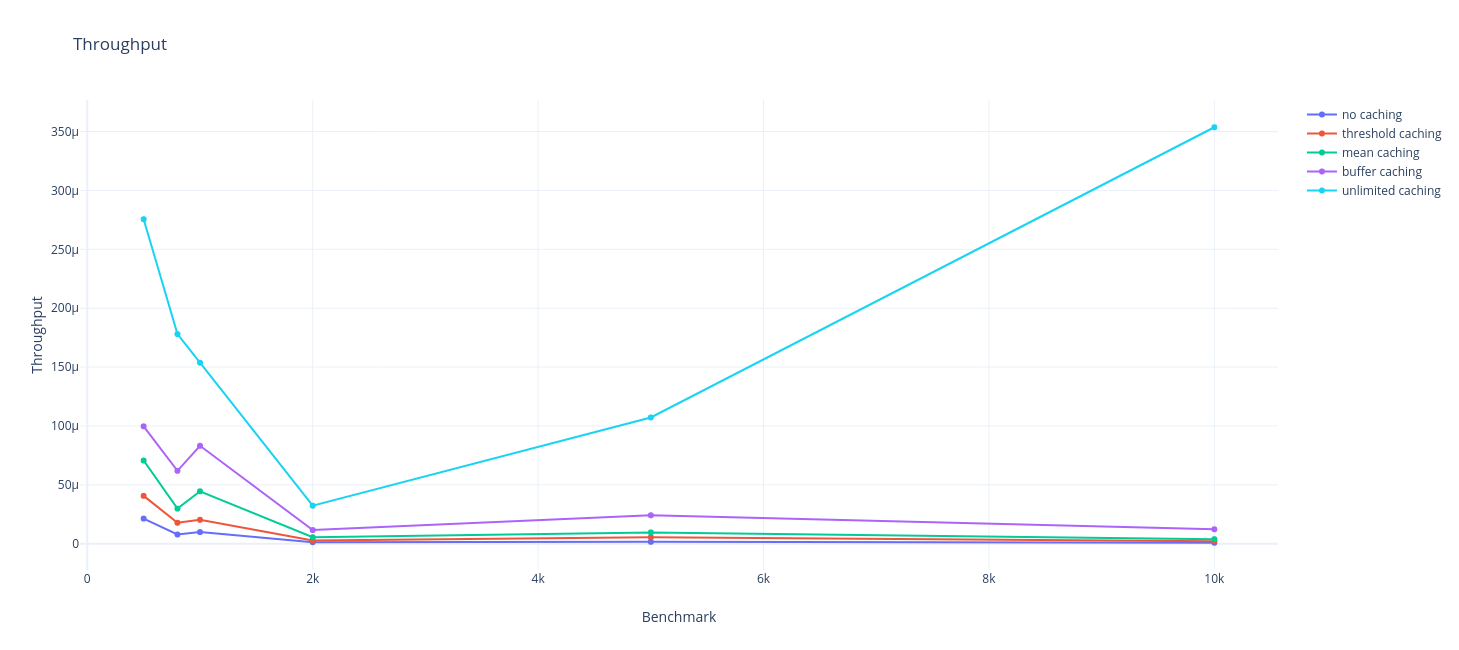 Throughput
350μ
300μ
250μ
200μ
150μ
100μ
50μ
0
Throughput
0
2k
4k
6k
8k
10k
Benchmark
no caching
threshold caching
mean caching
buffer caching
unlimited caching